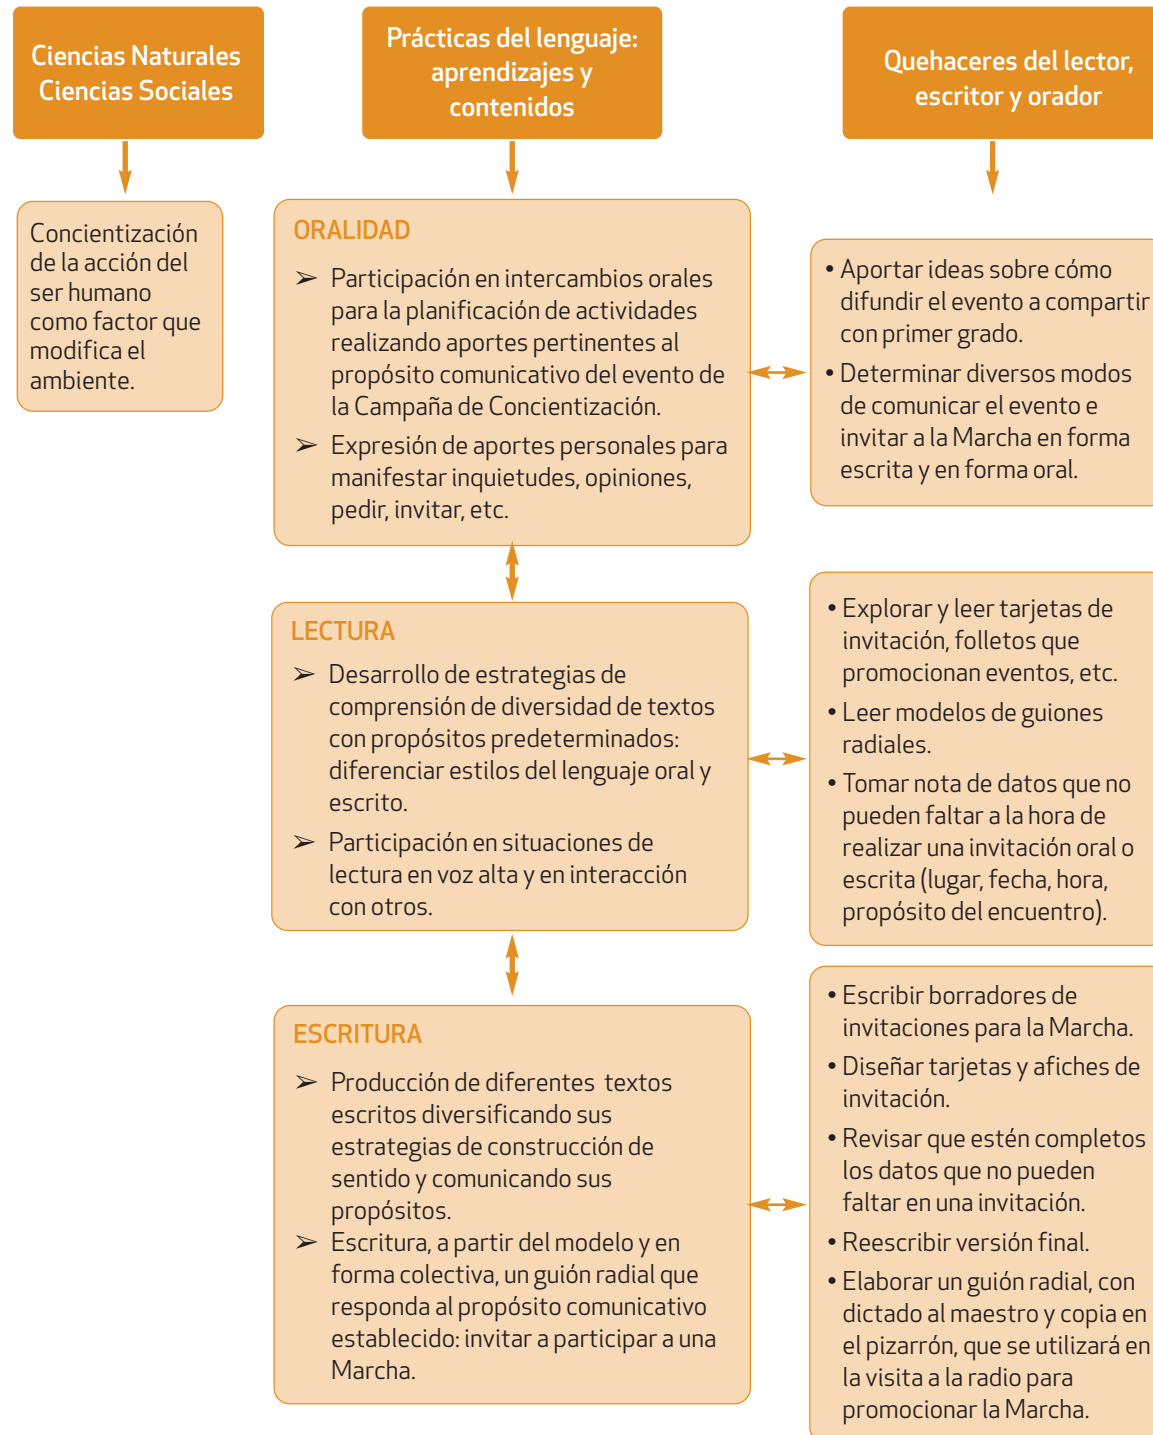 Ciencias Naturales
Ciencias Sociales
Concientización
de la acción del
ser humano
como factor que
modifica el
ambiente.
Prácticas del lenguaje:
aprendizajes y
contenidos
ORALIDAD
➢ Participación en intercambios orales
para la planificación de actividades
realizando aportes pertinentes al
propósito comunicativo del evento de
la Campaña de Concientización.
➢ Expresión de aportes personales para
manifestar inquietudes, opiniones,
pedir, invitar, etc.
LECTURA
➢ Desarrollo de estrategias de
comprensión de diversidad de textos
con propósitos predeterminados:
diferenciar estilos del lenguaje oral y
escrito.
➢ Participación en situaciones de
lectura en voz alta y en interacción
con otros.
ESCRITURA
➢ Producción de diferentes textos
escritos diversificando sus
estrategias de construcción de
sentido y comunicando sus
propósitos.
➢ Escritura, a partir del modelo y en
forma colectiva, un guión radial que
responda al propósito comunicativo
establecido: invitar a participar a una
Marcha.
Quehaceres del lector,
escritor y orador
• Aportar ideas sobre cómo
difundir el evento a compartir
con primer grado.
• Determinar diversos modos
de comunicar el evento e
invitar a la Marcha en forma
escrita y en forma oral.
• Explorar y leer tarjetas de
invitación, folletos que
promocionan eventos, etc.
• Leer modelos de guiones
radiales.
• Tomar nota de datos que no
pueden faltar a la hora de
realizar una invitación oral o
escrita (lugar, fecha, hora,
propósito del encuentro).
• Escribir borradores de
invitaciones para la Marcha.
• Diseñar tarjetas y afiches de
invitación.
• Revisar que estén completos
los datos que no pueden
faltar en una invitación.
• Reescribir versión final.
• Elaborar un guión radial, con
dictado al maestro y copia en
el pizarrón, que se utilizará en
la visita a la radio para
promocionar la Marcha.